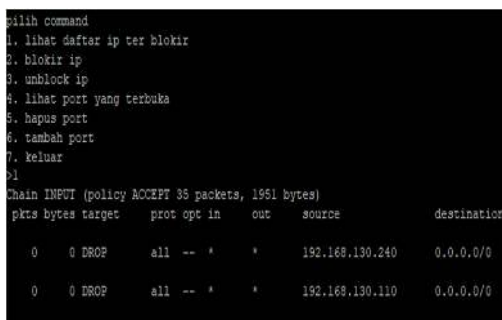 pilih command
1. lihat daftar ip ter blokir
2. blokir ip
3. unblock ip
4. lihat port yang terbuka
5. hapus port
6. tambah port
7. keluar
>1
Chain INPUT (policy ACCEPT 35 packets, 1951 bytes)
pkts bytes target prot opt in out source destination
0 0 DROP all -- * * 192.168.130.240 0.0.0.0/0
0 0 DROP all -- * * 192.168.130.110 0.0.0.0/0